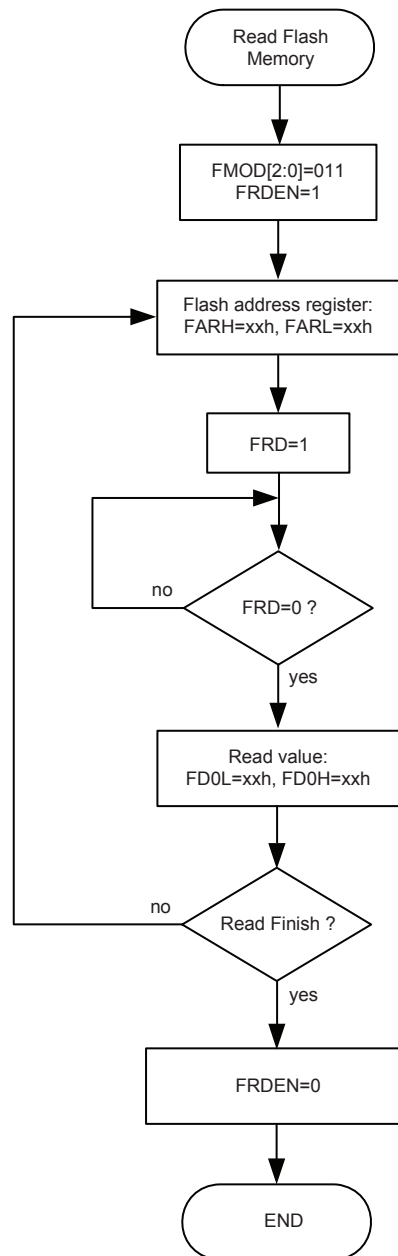 Read Flash
Memory
FMOD[2:0]=011
FRDEN=1
Flash address register:
FARH=xxh, FARL=xxh
FRD=1
no
FRD=0 ?
yes
Read value:
FD0L=xxh, FD0H=xxh
no
Read Finish ?
yes
FRDEN=0
END